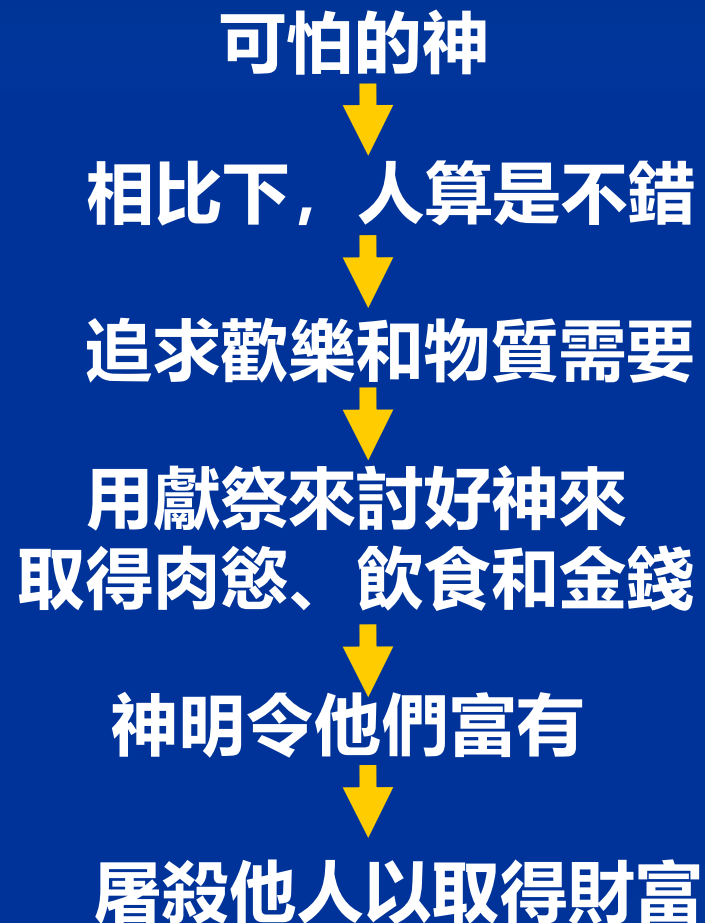 可怕的神
相比下，人算是不錯
追求歡樂和物質需要
用獻祭來討好神來
取得肉慾、飲食和金錢
神明令他們富有
屠殺他人以取得財富